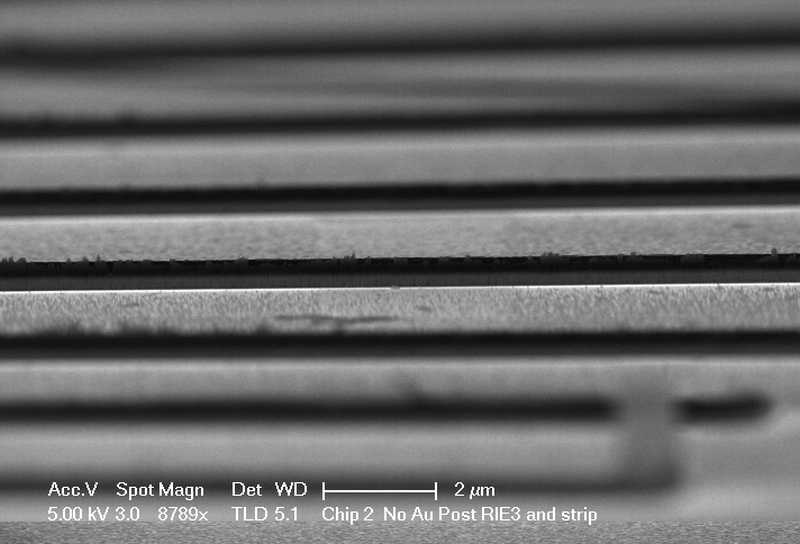 Acc.V Spot Magn Det WD 2 µm
5.00 kV 3.0 8789x TLD 5.1 Chip 2 No Au Post RIE3 and strip